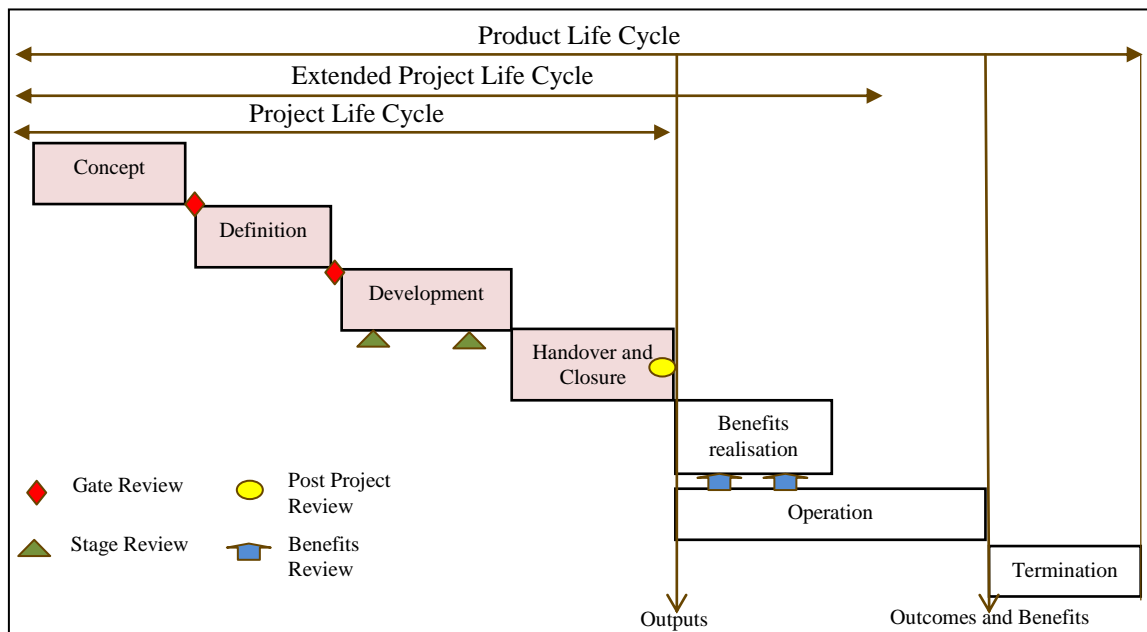 Product Life Cycle
Extended Project Life Cycle
Project Life Cycle
Concept
Definition
Development
Handover and
Closure
Benefits
realisation
Operation
Termination
Gate Review
Post Project
Review
Stage Review
Benefits
Review
Outputs
Outcomes and Benefits